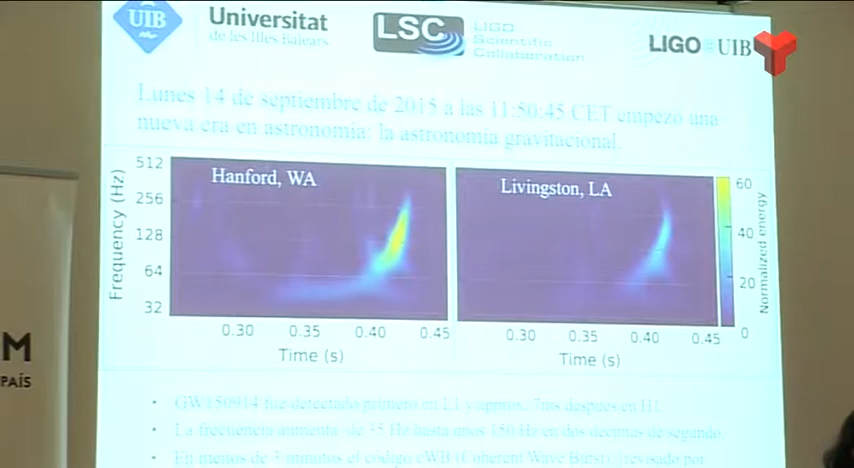 UIB
Universitat
de les Illes Balears
LSC
LIGO
Scientific
Collaboration
LIGO UIB
Lunes 14 de septiembre de 2015 a las 11:50:45 CET empezó una
nueva era en astronomía: la astronomía gravitacional.
Frequency (Hz)
512
256
128
64
32
Hanford, WA
0.30 0.35 0.40 0.45
Time (s)
Livingston, LA
0.30 0.35 0.40 0.45
Time (s)
60
40
20
0
Normalized energy
M
PAÍS
• GW150914 fue detectado primero en L1 y aprox. 7ms después en H1.
• La frecuencia aumenta de 35 Hz hasta unos 150 Hz en dos décimas de segundo.
• En menos de 3 minutos el código cWB (Coherent Wave Burst), (revisado por